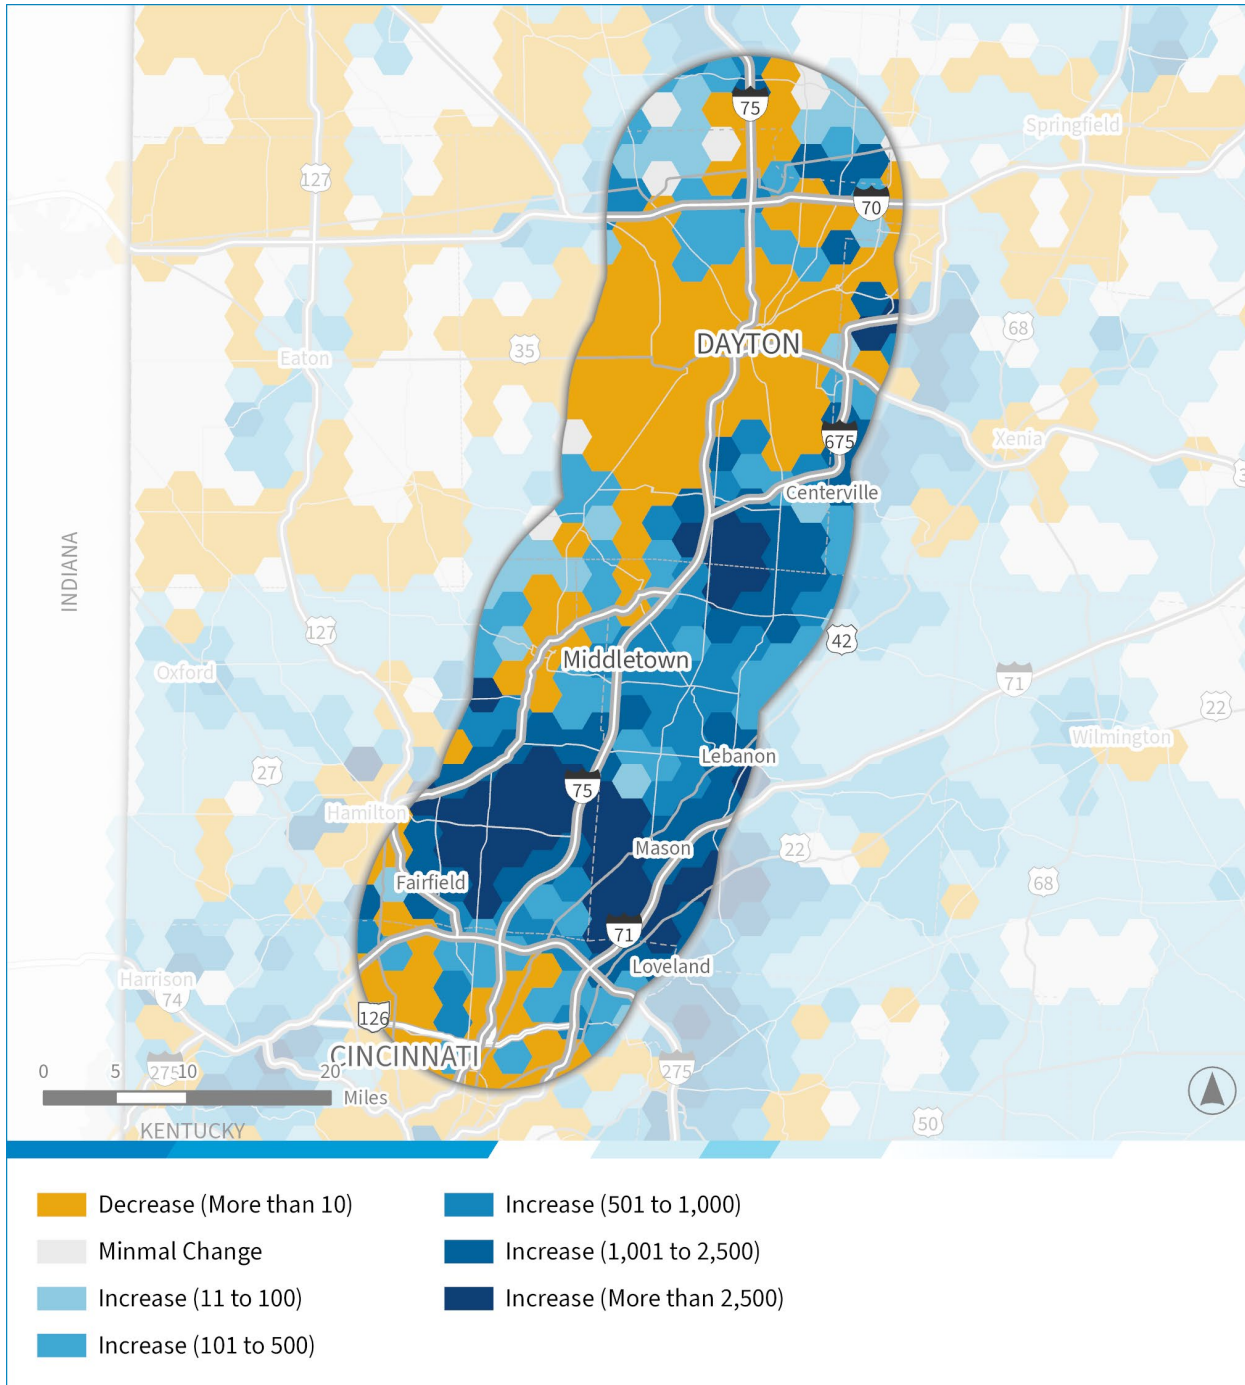 75
Springfield
127
70
68
DAYTON
35
Eaton
675
Xenia
3
Centerville
INDIANA
127
42
Middletown
Oxford
71
22
Wilmington
Lebanon
27
75
Hamilton
Mason
22
Fairfield
68
71
Loveland
Harrison
74
126
CINCINNATI
275
275
0 5 10 20
Miles
50
KENTUCKY
Decrease (More than 10)
Minmal Change
Increase (11 to 100)
Increase (101 to 500)
Increase (501 to 1,000)
Increase (1,001 to 2,500)
Increase (More than 2,500)